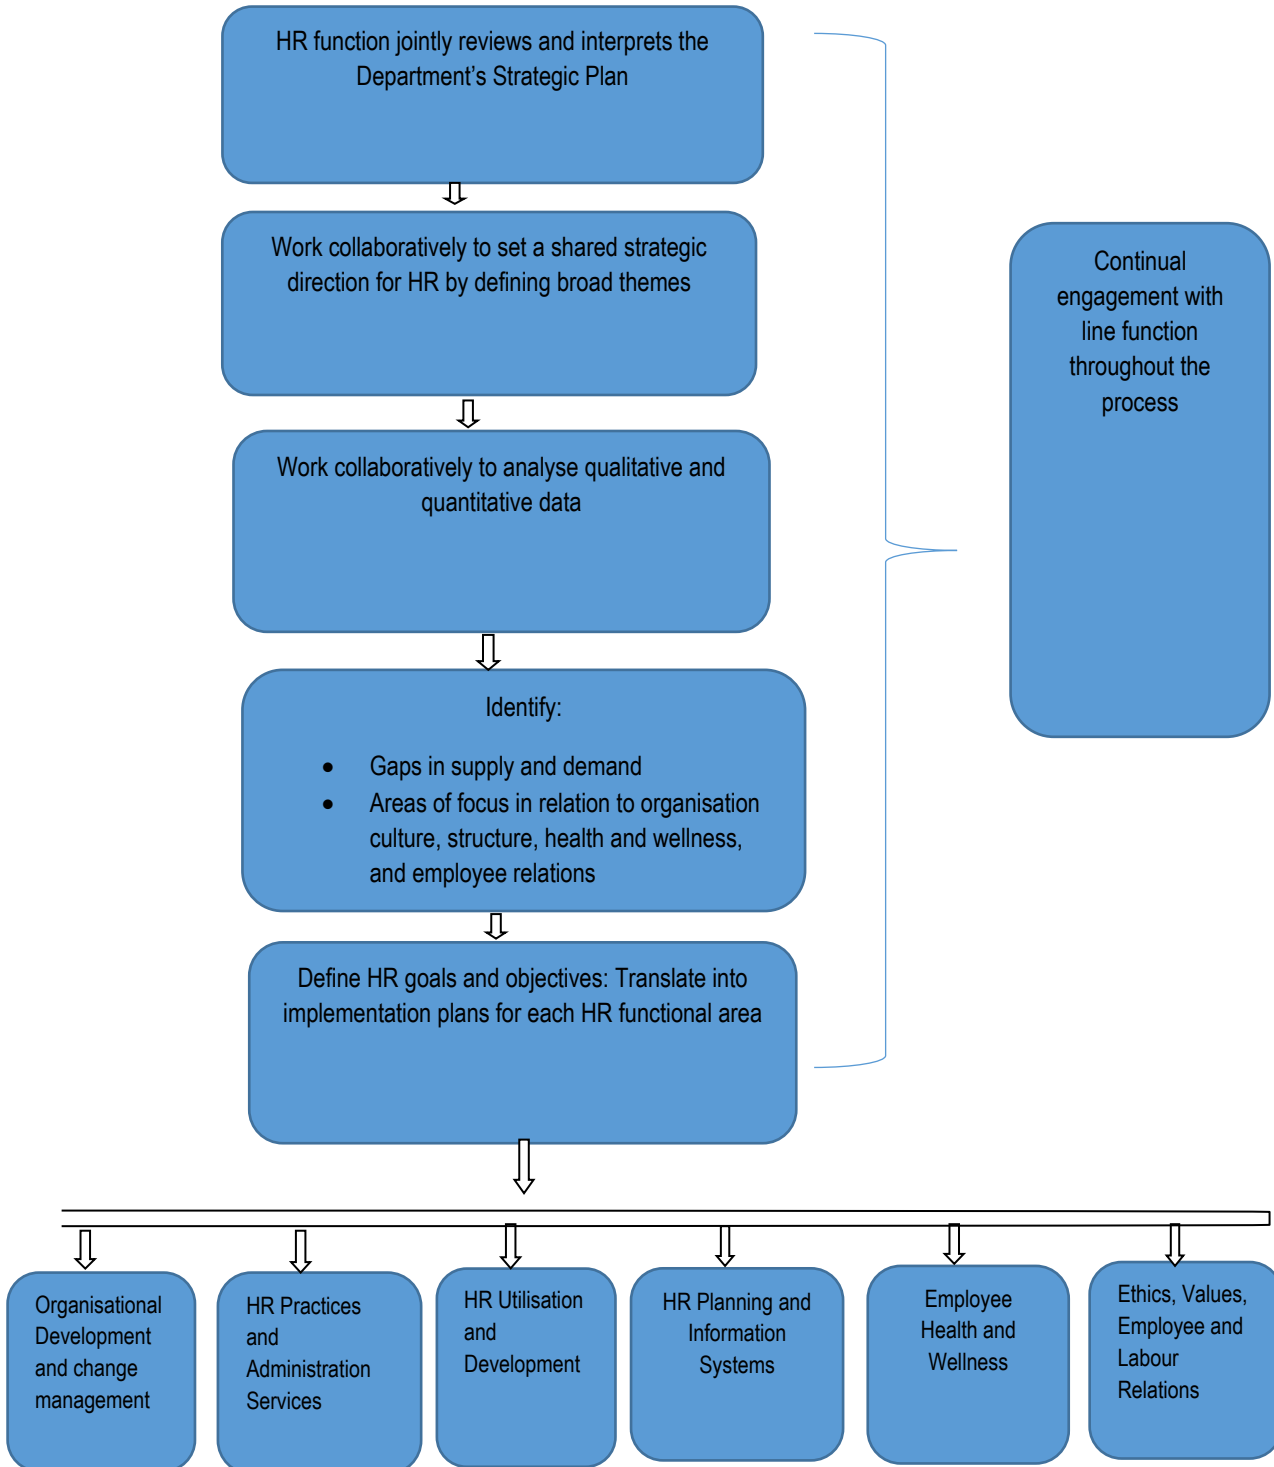 HR function jointly reviews and interprets the
Department’s Strategic Plan
Work collaboratively to set a shared strategic
direction for HR by defining broad themes
Work collaboratively to analyse qualitative and
quantitative data
Identify:
• Gaps in supply and demand
• Areas of focus in relation to organisation
culture, structure, health and wellness,
and employee relations
Define HR goals and objectives: Translate into
implementation plans for each HR functional area
Continual
engagement with
line function
throughout the
process
Organisational
Development
and change
management
HR Practices
and
Administration
Services
HR Utilisation
and
Development
HR Planning and
Information
Systems
Employee
Health and
Wellness
Ethics, Values,
Employee and
Labour
Relations